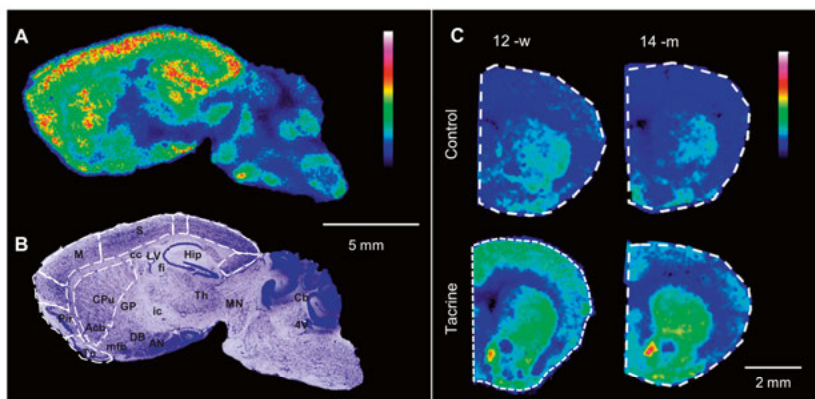 A
5 mm
B
M
S
cc
LV
fi
Hip
CPu
GP
Th
MN
Cb
ic
Pir
Acb
4V
DB
AN
mfb
C
12 -w
14 -m
Control
Tacrine
2 mm